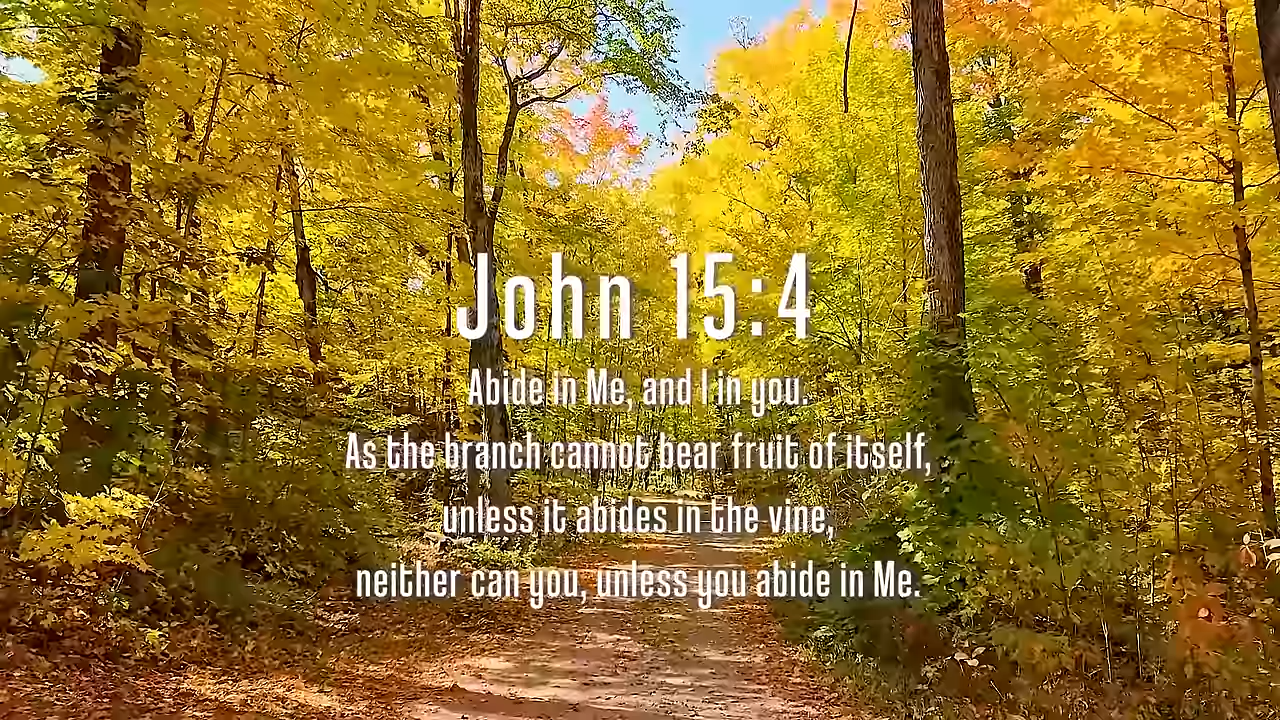 John 15:4
Abide in Me, and I in you.
As the branch cannot bear fruit of itself,
unless it abides in the vine,
neither can you, unless you abide in Me.